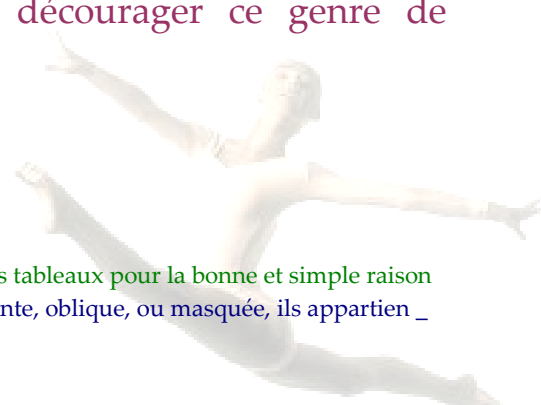 décourager ce genre de
s tableaux pour la bonne et simple raison
nte, oblique, ou masquée, ils appartien _